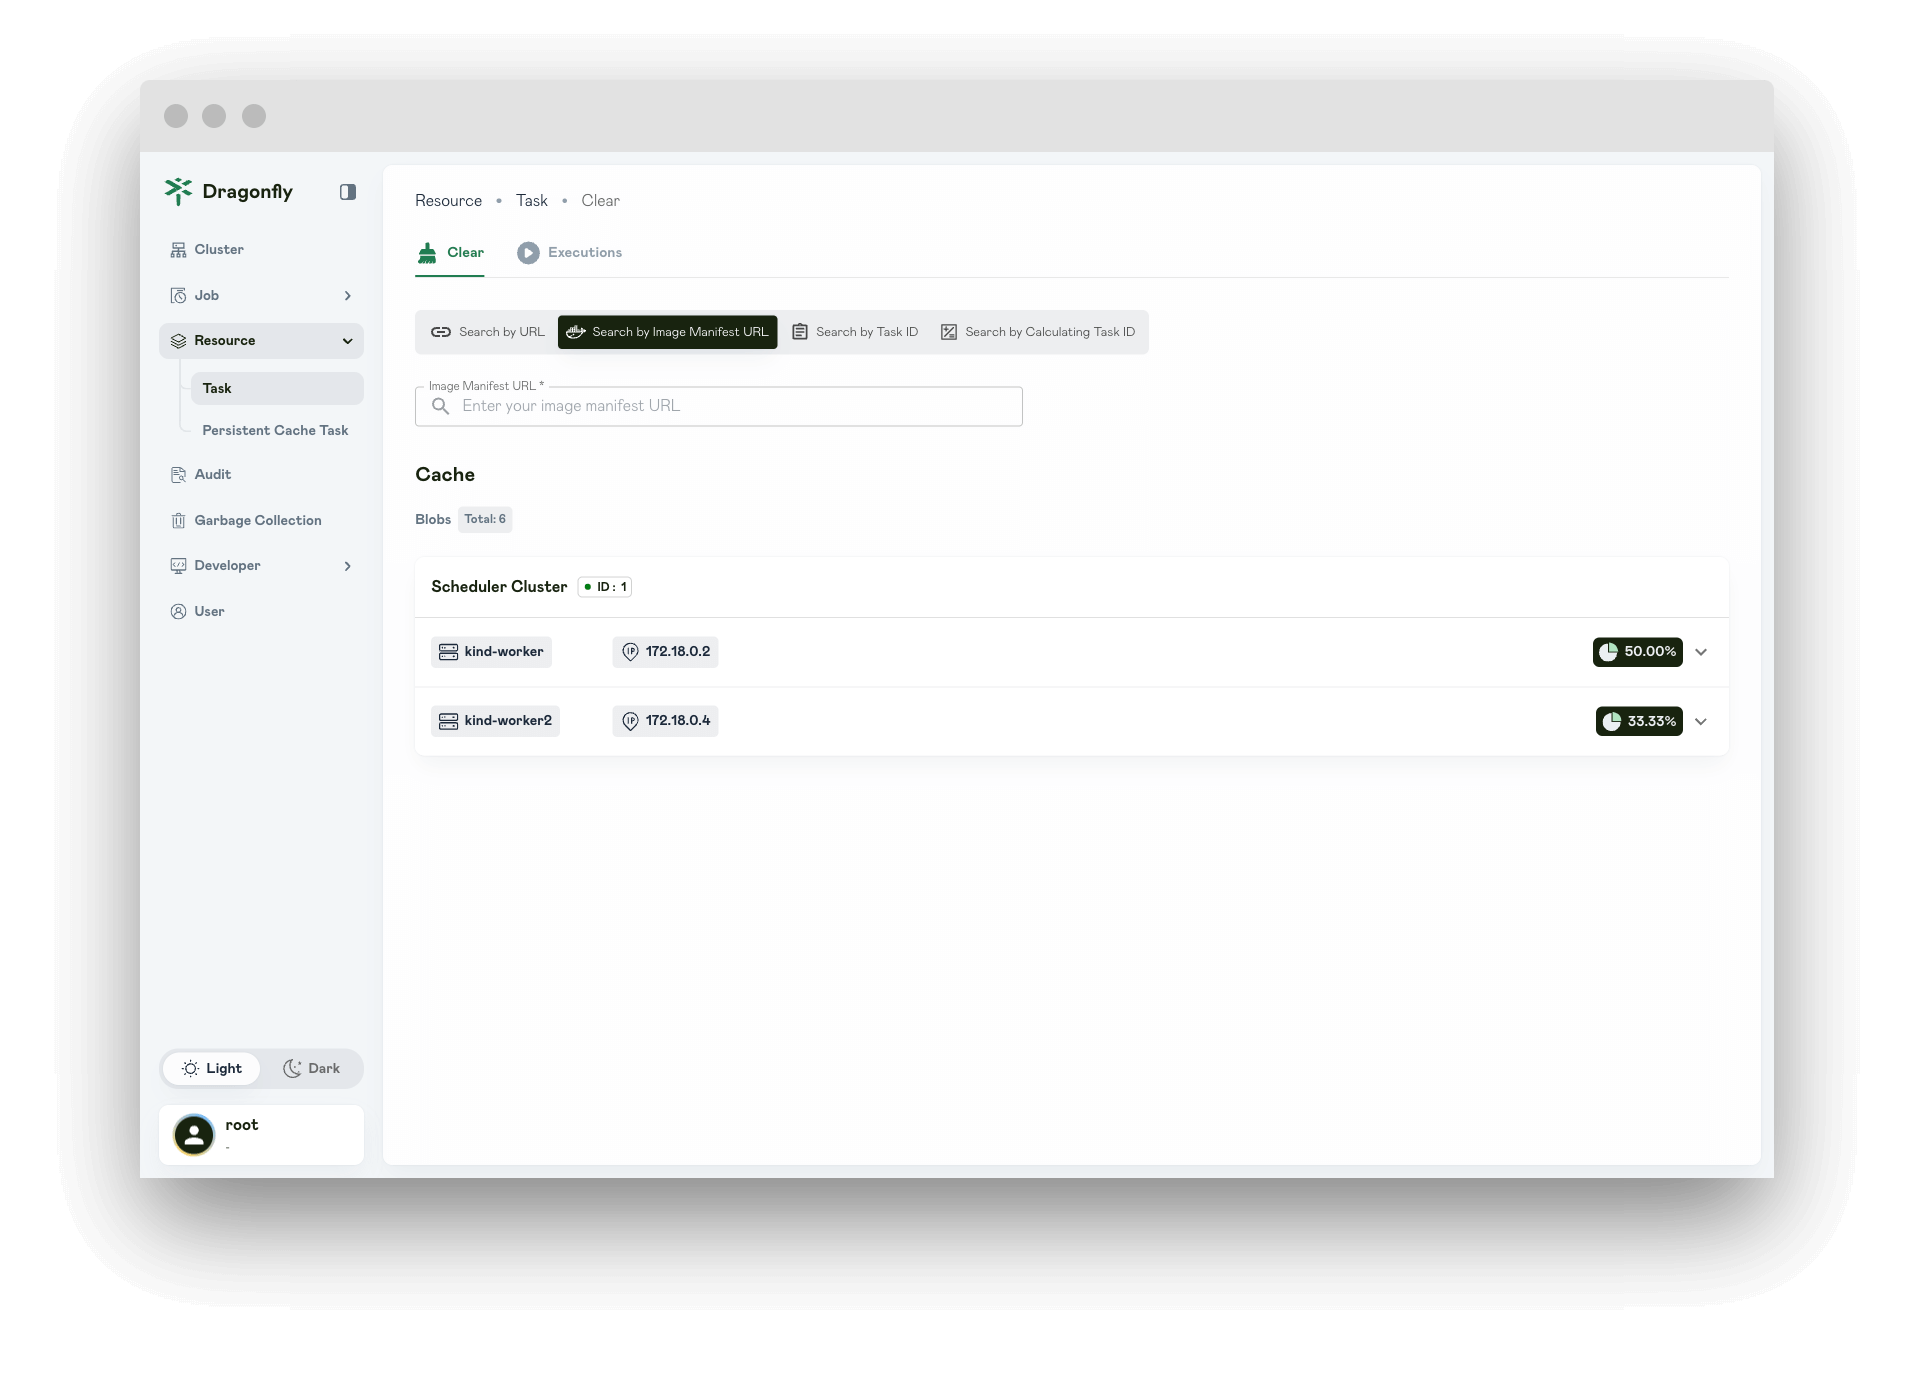 Dragonfly
Cluster
Job
Resource
Task
Persistent Cache Task
Audit
Garbage Collection
Developer
User
Light Dark
root
-
Resource • Task • Clear
Clear Executions
Search by URL Search by Image Manifest URL Search by Task ID Search by Calculating Task ID
Image Manifest URL *
Enter your image manifest URL
Cache
Blobs Total: 6
Scheduler Cluster ID : 1
kind-worker IP 172.18.0.2 50.00%
kind-worker2 IP 172.18.0.4 33.33%